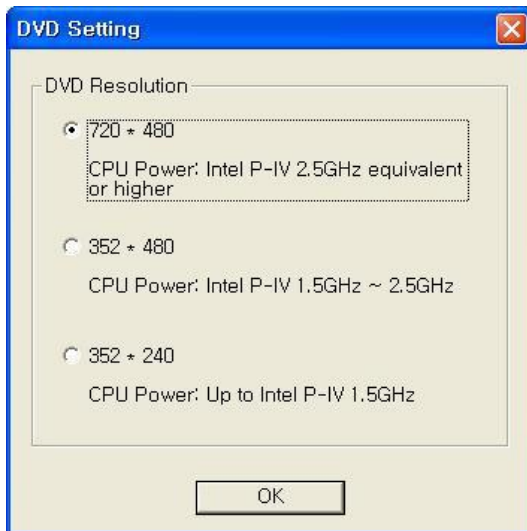 DVD Setting
DVD Resolution
720 * 480
CPU Power: Intel P-IV 2.5GHz equivalent
or higher
352 * 480
CPU Power: Intel P-IV 1.5GHz ~ 2.5GHz
352 * 240
CPU Power: Up to Intel P-IV 1.5GHz
OK